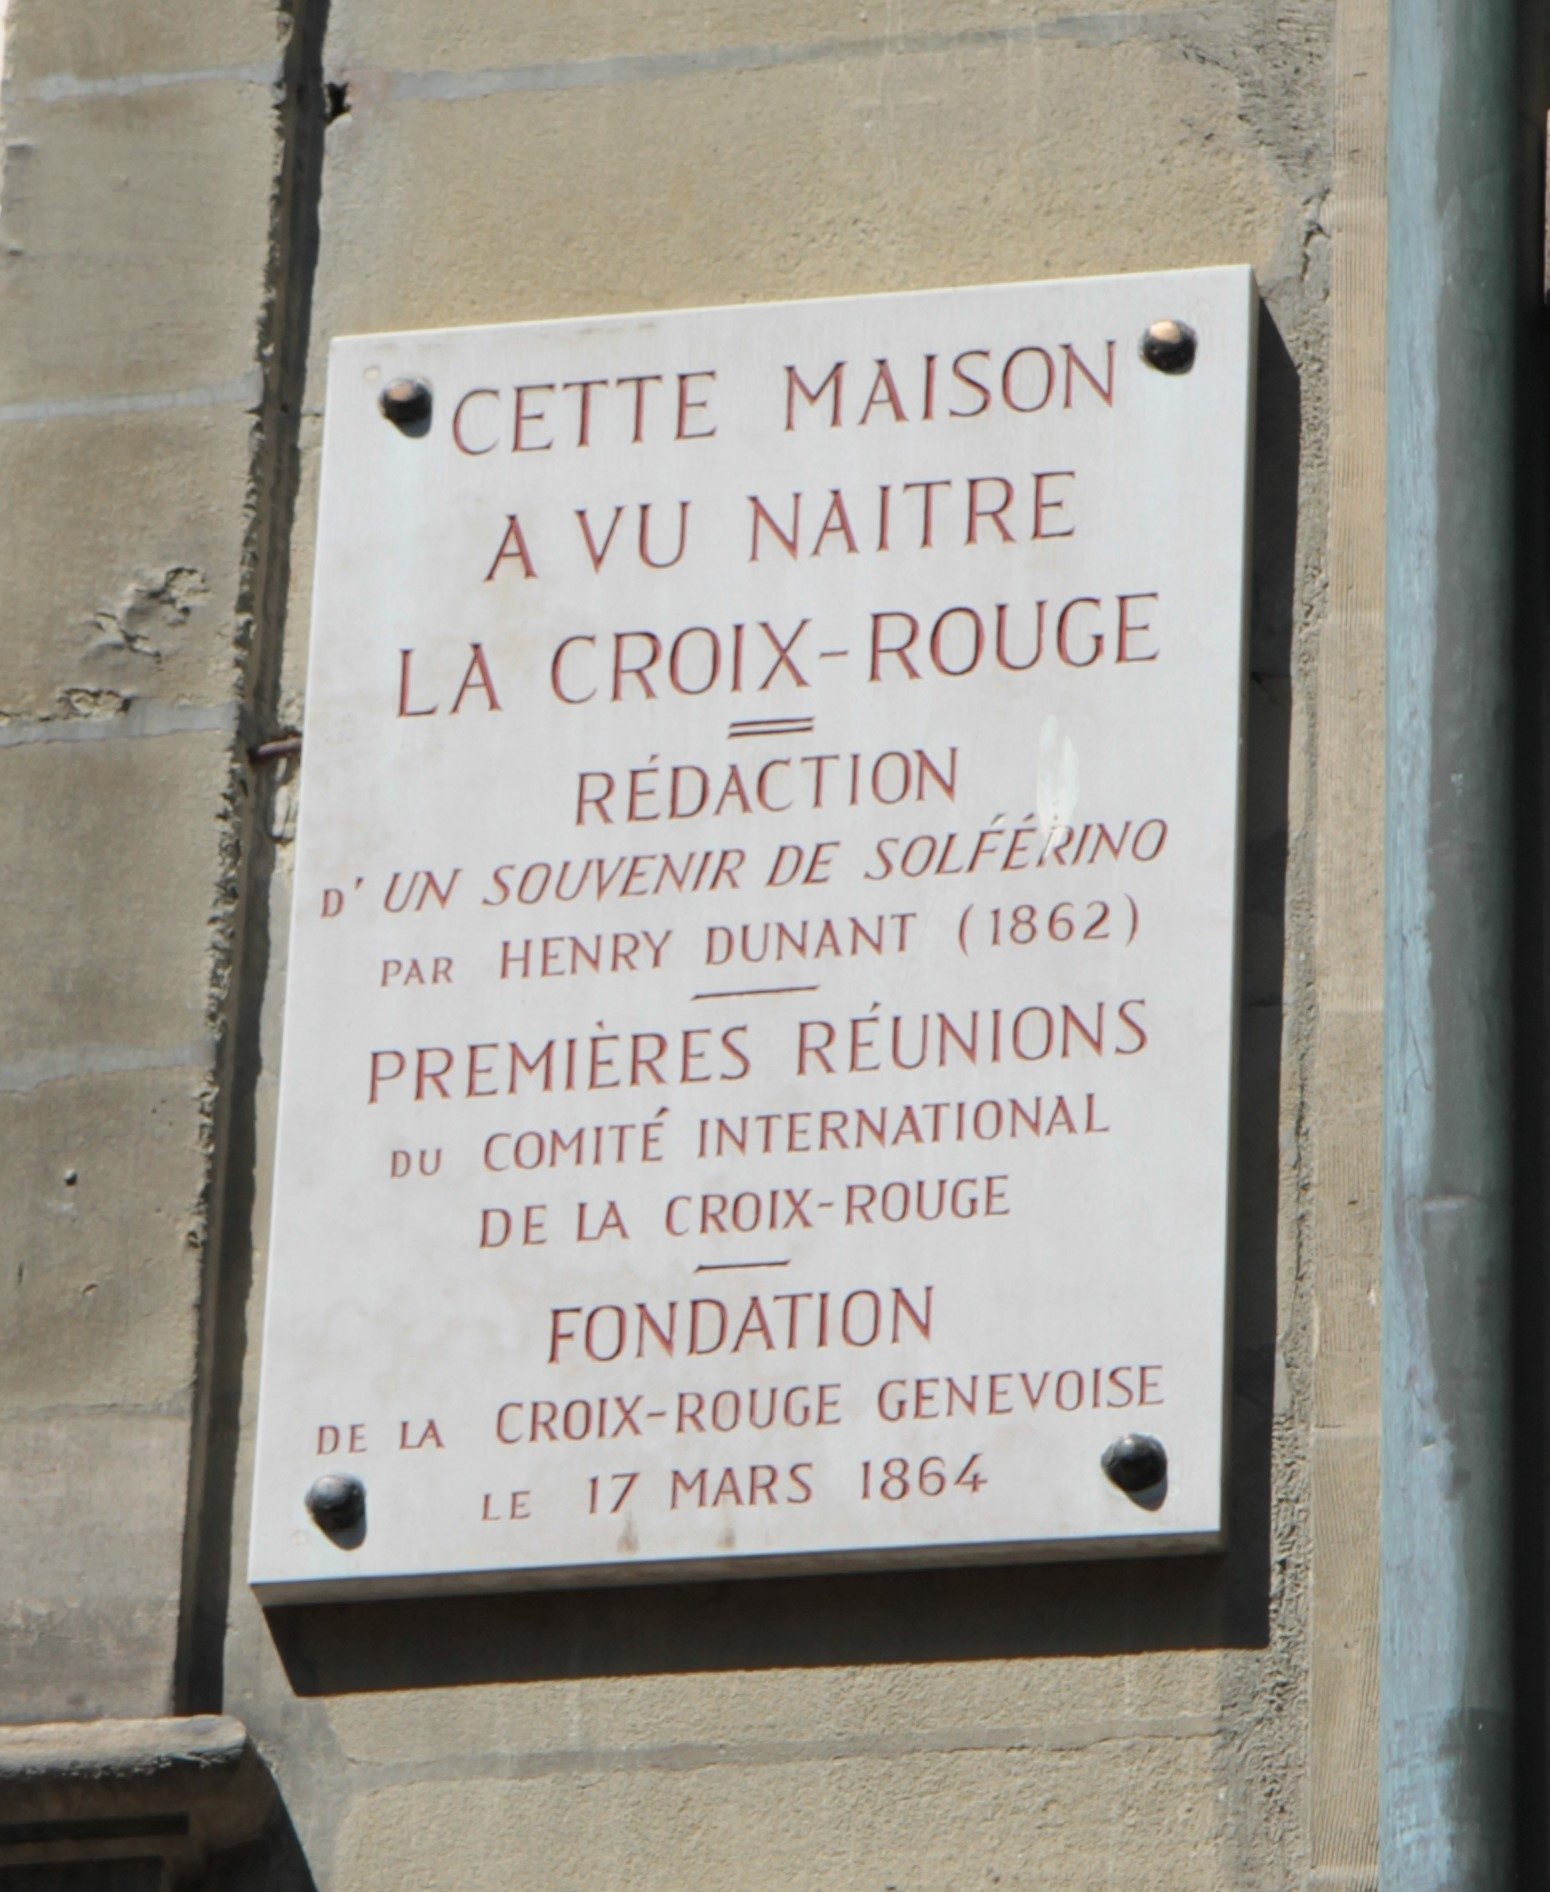 CETTE MAISON
A VU NAITRE
LA CROIX-ROUGE
RÉDACTION
D'UN SOUVENIR DE SOLFÉÉRINO
PAR HENRY DUNANT (1862)
PREMIÈRES RÉUNIONS
DU COMITÉ INTERNATIONAL
DE LA CROIX-ROUGE
FONDATION
DE LA CROIX-ROUGE GENEVOISE
LE 17 MARS 1864